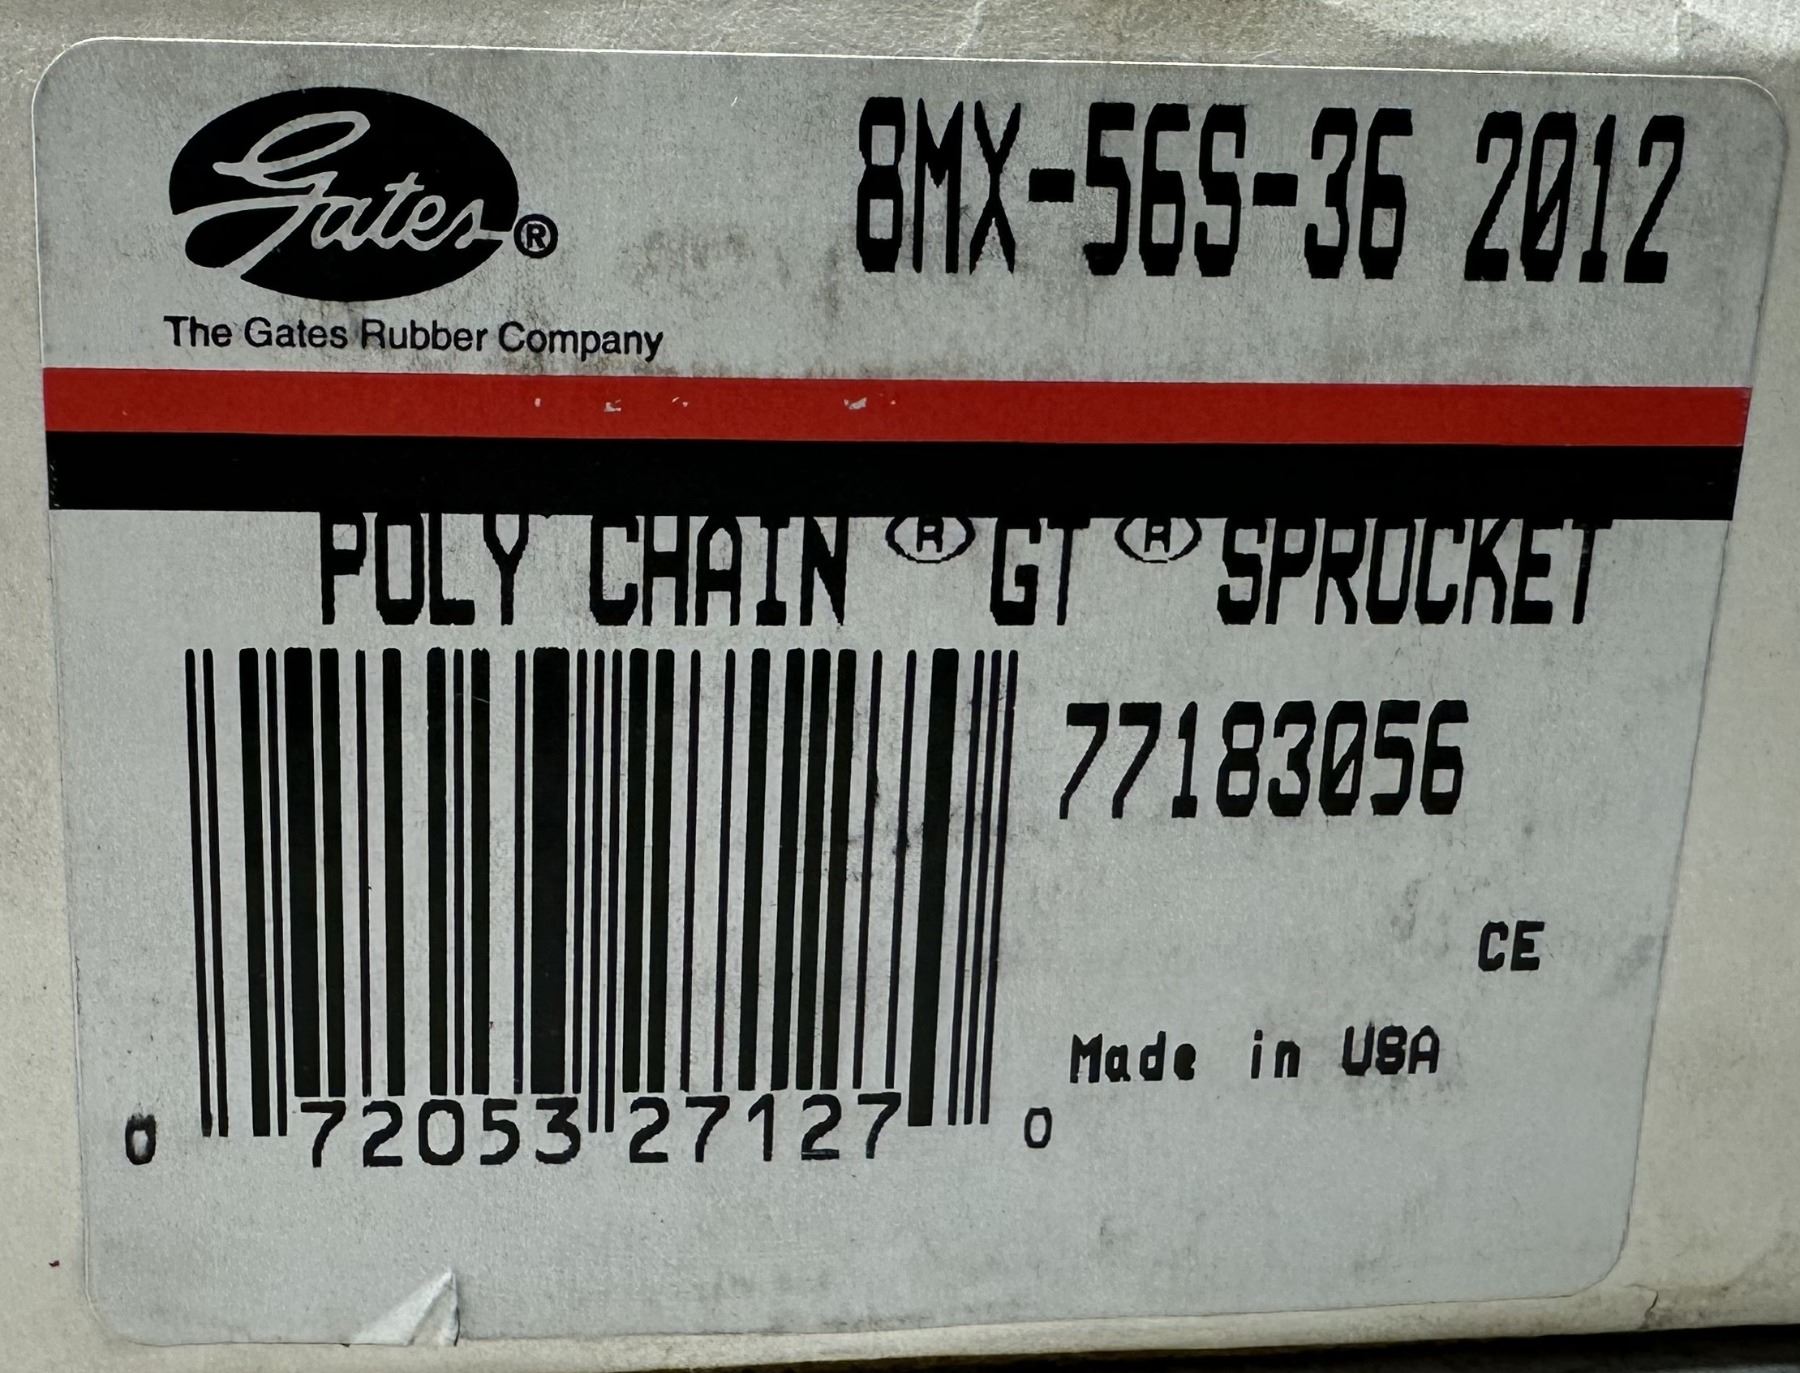 Gates®
8MX-56S-36 2012
The Gates Rubber Company
POLY CHAIN ® GT ® SPROCKET
77183056
CE
Made in USA
0 72053 27127 0